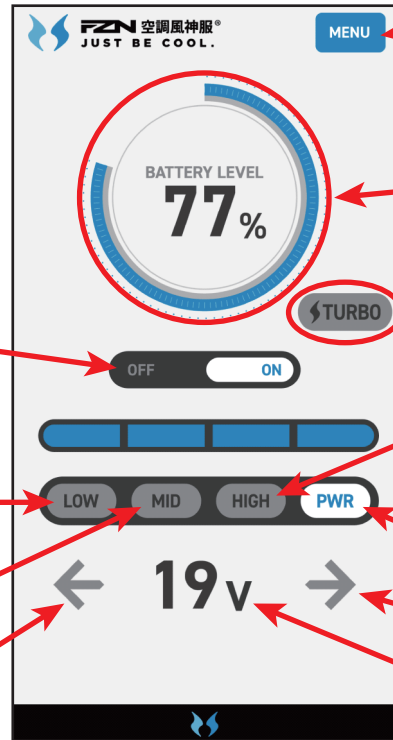 FZN 空調風神服®
JUST BE COOL.
MENU
BATTERY LEVEL
77%
TURBO
OFF ON
LOW MID HIGH PWR
← 19V →